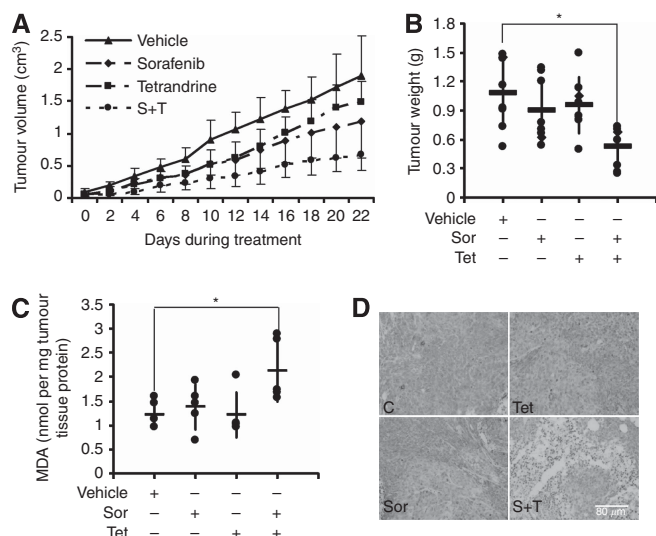 A
Tumour volume (cm3)
2.5
2
1.5
1
0.5
0
Vehicle
Sorafenib
Tetrandrine
S+T
0 2 4 6 8 10 12 14 16 18 20 22
Days during treatment
B
Tumour weight (g)
1.8
1.5
1.2
0.9
0.6
0.3
0
*
Vehicle + – – –
Sor – + – +
Tet – – + +
C
MDA (nmol per mg tumour
tissue protein)
3.5
3
2.5
2
1.5
1
0.5
0
*
Vehicle + – – –
Sor – + – +
Tet – – + +
D
C
Tet
Sor
S+T
80 μm